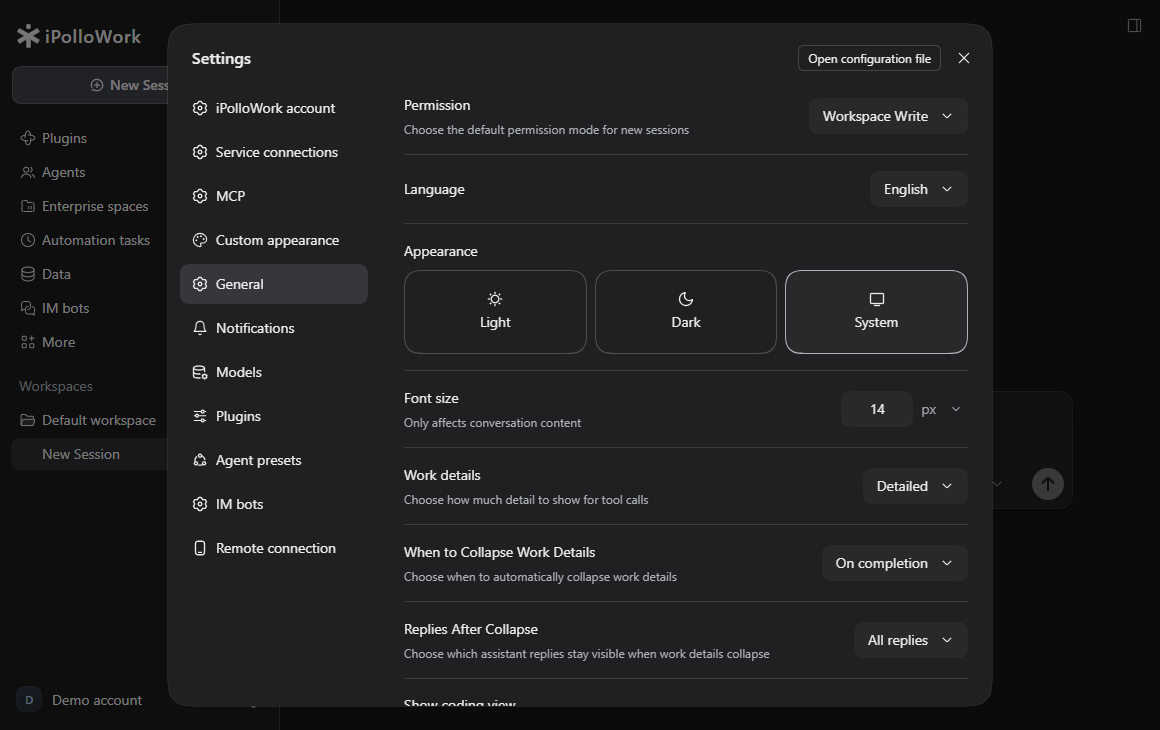 iPolloWork
New Sess
Plugins
Agents
Enterprise spaces
Automation tasks
Data
IM bots
More
Workspaces
Default workspace
New Session
Demo account
Settings
Open configuration file
iPolloWork account
Service connections
MCP
Custom appearance
General
Notifications
Models
Plugins
Agent presets
IM bots
Remote connection
Permission
Choose the default permission mode for new sessions
Workspace Write
Language
English
Appearance
Light
Dark
System
Font size
Only affects conversation content
14 px
Work details
Choose how much detail to show for tool calls
Detailed
When to Collapse Work Details
Choose when to automatically collapse work details
On completion
Replies After Collapse
Choose which assistant replies stay visible when work details collapse
All replies
Show coding view
D